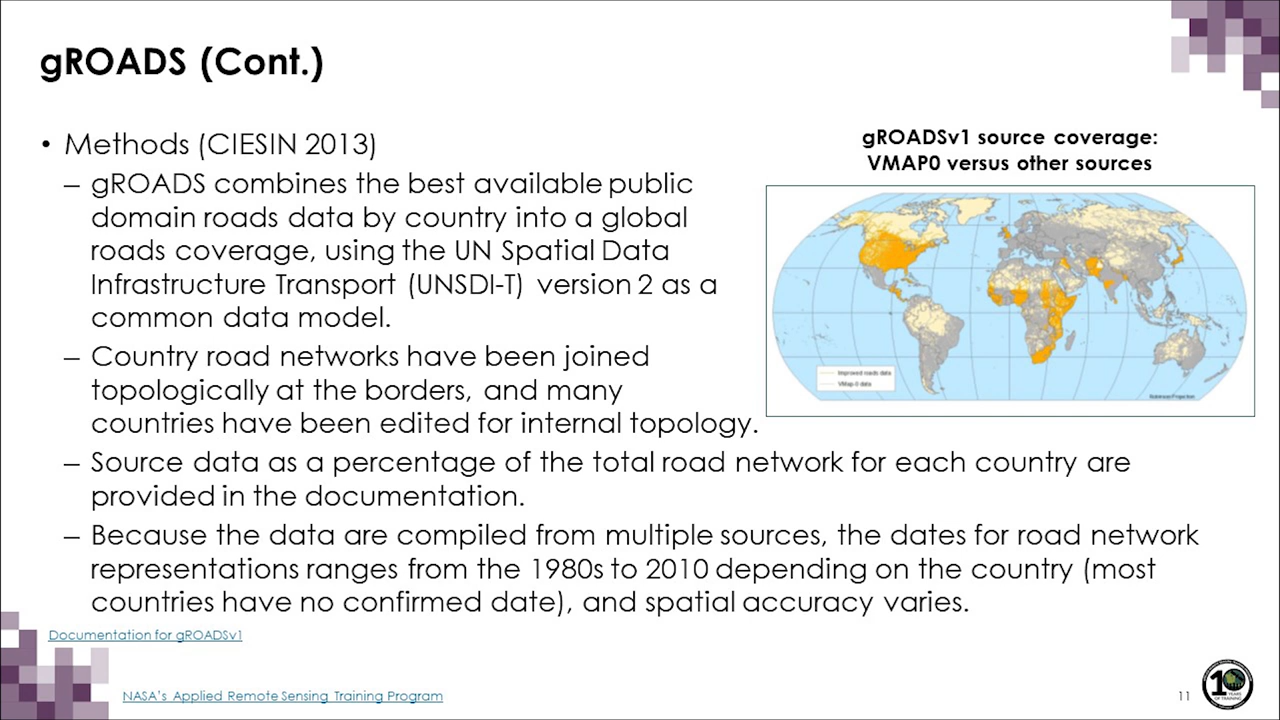 gROADS (Cont.)
• Methods (CIESIN 2013)
– gROADS combines the best available public
domain roads data by country into a global
roads coverage, using the UN Spatial Data
Infrastructure Transport (UNSDI-T) version 2 as a
common data model.
– Country road networks have been joined
topologically at the borders, and many
countries have been edited for internal topology.
– Source data as a percentage of the total road network for each country are
provided in the documentation.
– Because the data are compiled from multiple sources, the dates for road network
representations ranges from the 1980s to 2010 depending on the country (most
countries have no confirmed date), and spatial accuracy varies.
gROADSv1 source coverage:
VMAP0 versus other sources
Improved roads data
VMap-0 data
Robinson Projection
Documentation for gROADSv1
NASA's Applied Remote Sensing Training Program
11
10
YEARS
OF TRAINING